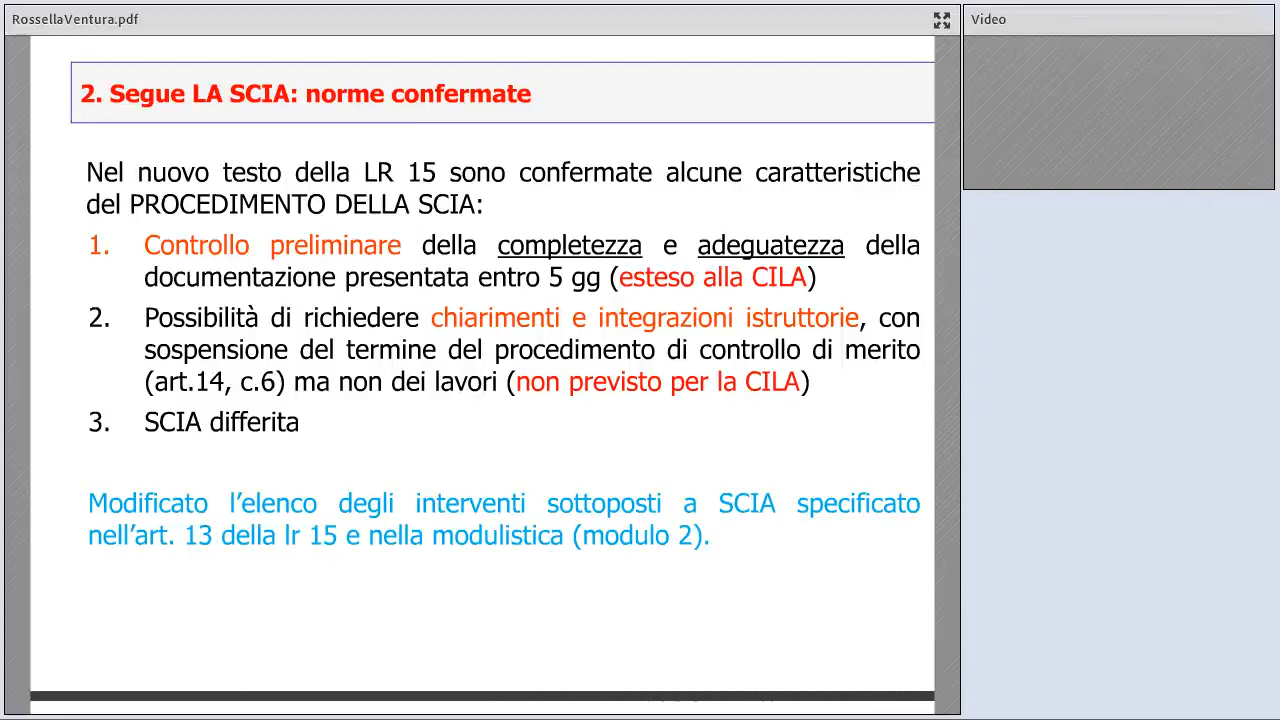 RossellaVentura.pdf
Video
2. Segue LA SCIA: norme confermate
Nel nuovo testo della LR 15 sono confermate alcune caratteristiche
del PROCEDIMENTO DELLA SCIA:
1. Controllo preliminare della completezza e adeguatezza della
documentazione presentata entro 5 gg (esteso alla CILA)
2. Possibilità di richiedere chiarimenti e integrazioni istruttorie, con
sospensione del termine del procedimento di controllo di merito
(art.14, c.6) ma non dei lavori (non previsto per la CILA)
3. SCIA differita
Modificato l’elenco degli interventi sottoposti a SCIA specificato
nell’art. 13 della lr 15 e nella modulistica (modulo 2).